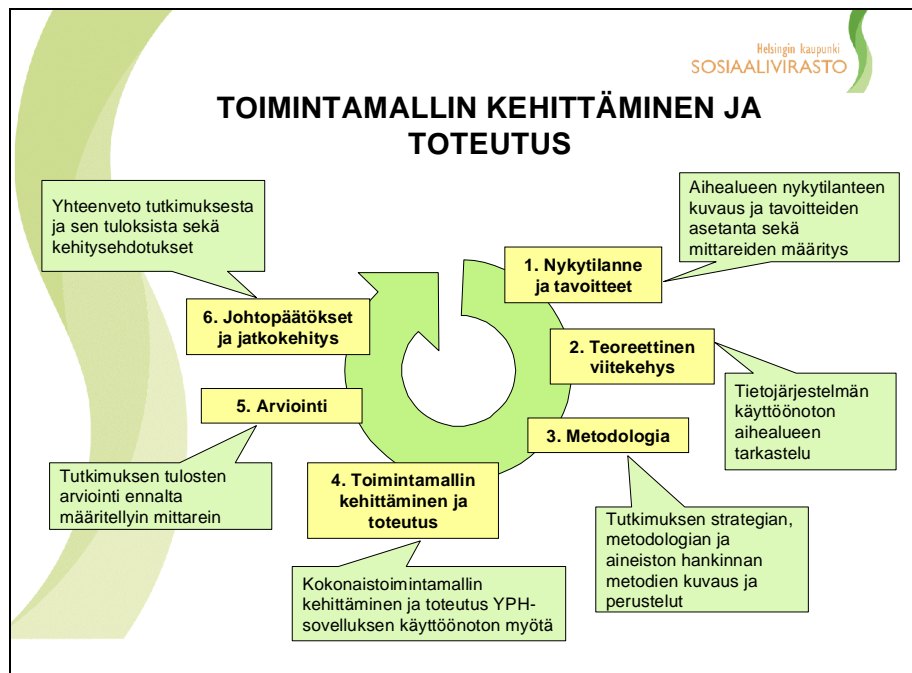 Helsingin kaupunki
SOSIAALIVIRASTO
TOIMINTAMALLIN KEHITTÄMINEN JA
TOTEUTUS
Aihealueen nykytilanteen
kuvaus ja tavoitteiden
asetanta sekä
mittareiden määritys
Yhteenveto tutkimuksesta
ja sen tuloksista sekä
kehitysehdotukset
1. Nykytilanne
ja tavoitteet
6. Johtopäätökset
ja jatkokehitys
2. Teoreettinen
viitekehys
Tietojärjestelmän
käyttöönoton
aihealueen
tarkastelu
5. Arviointi
3. Metodologia
Tutkimuksen tulosten
arviointi ennalta
määritellyin mittarein
4. Toimintamallin
kehittäminen ja
toteutus
Tutkimuksen strategian,
metodologian ja
aineiston hankinnan
metodien kuvaus ja
perustelut
Kokonaistoimintamallin
kehittäminen ja toteutus YPH-
sovelluksen käyttöönoton myötä